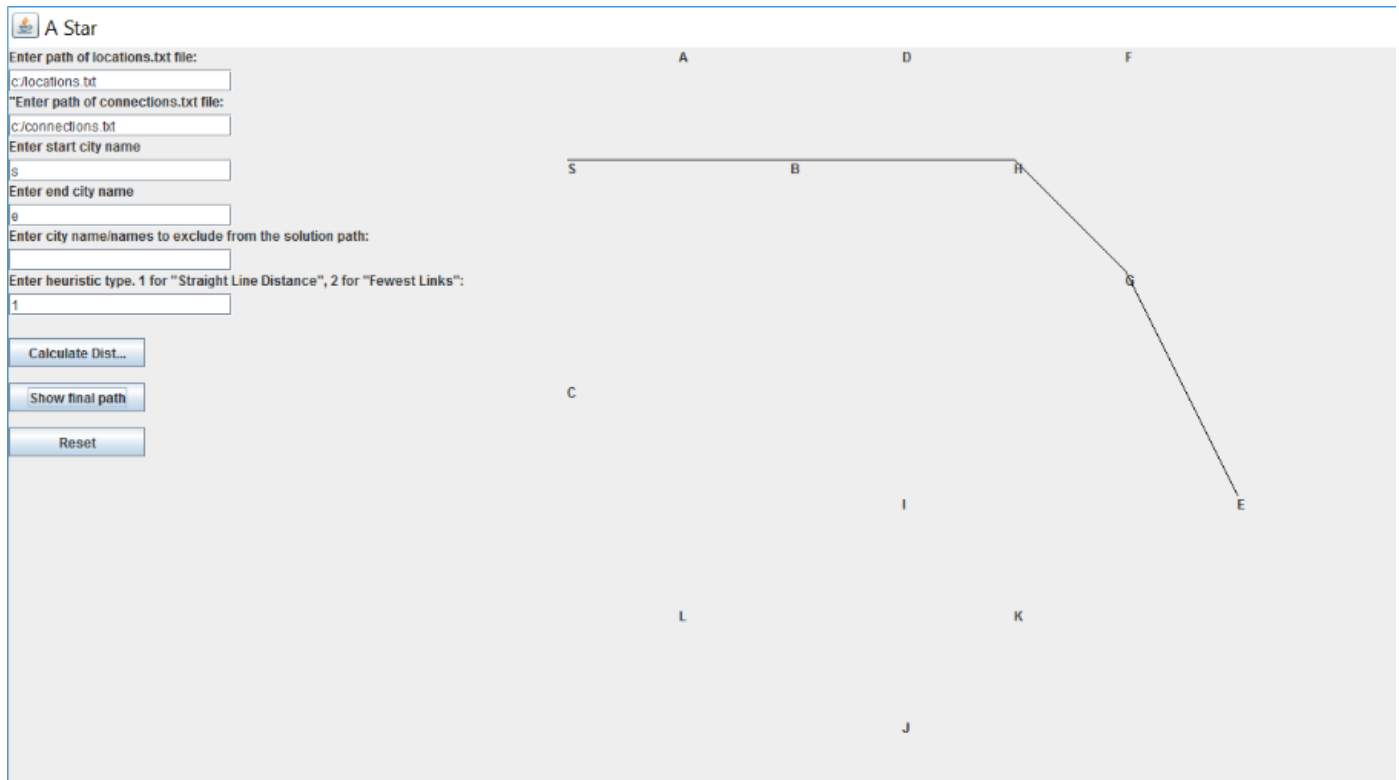 A Star
Enter path of locations.txt file:
c:/locations.txt
"Enter path of connections.txt file:
c:/connections.txt
Enter start city name
s
Enter end city name
e
Enter city name/names to exclude from the solution path:
Enter heuristic type. 1 for "Straight Line Distance", 2 for "Fewest Links":
1
Calculate Dist...
Show final path
Reset
A D F
S B H
G
C
I E
L K
J